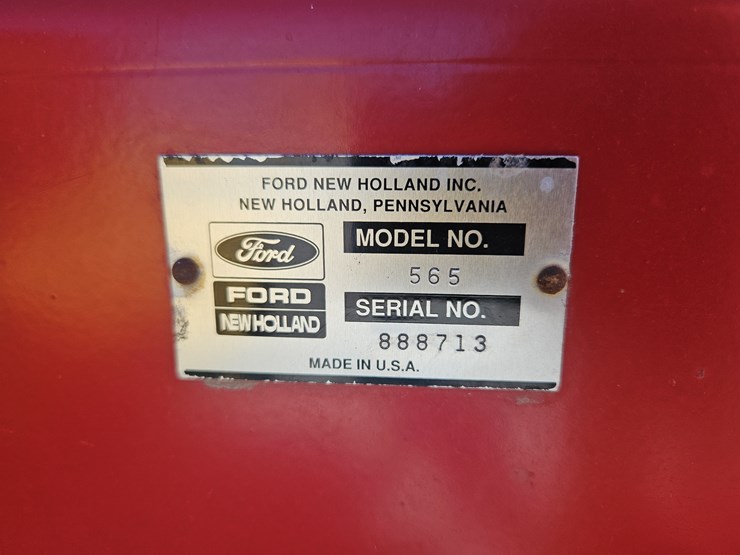 FORD NEW HOLLAND INC.
NEW HOLLAND, PENNSYLVANIA
Ford
FORD
NEW HOLLAND
MODEL NO.
565
SERIAL NO.
888713
MADE IN U.S.A.